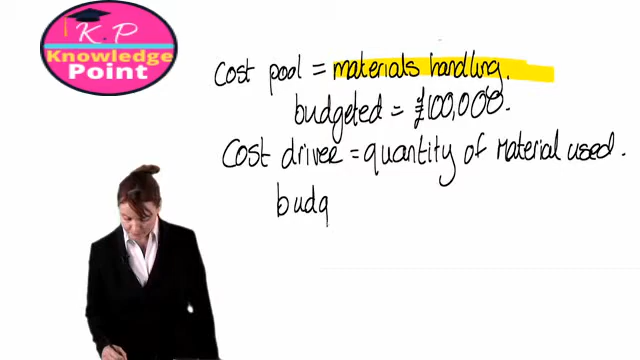 K.P
Knowledge
Point
Cost pool = materials handling.
budgeted = £100,000.
Cost driver = quantity of material used.
budg